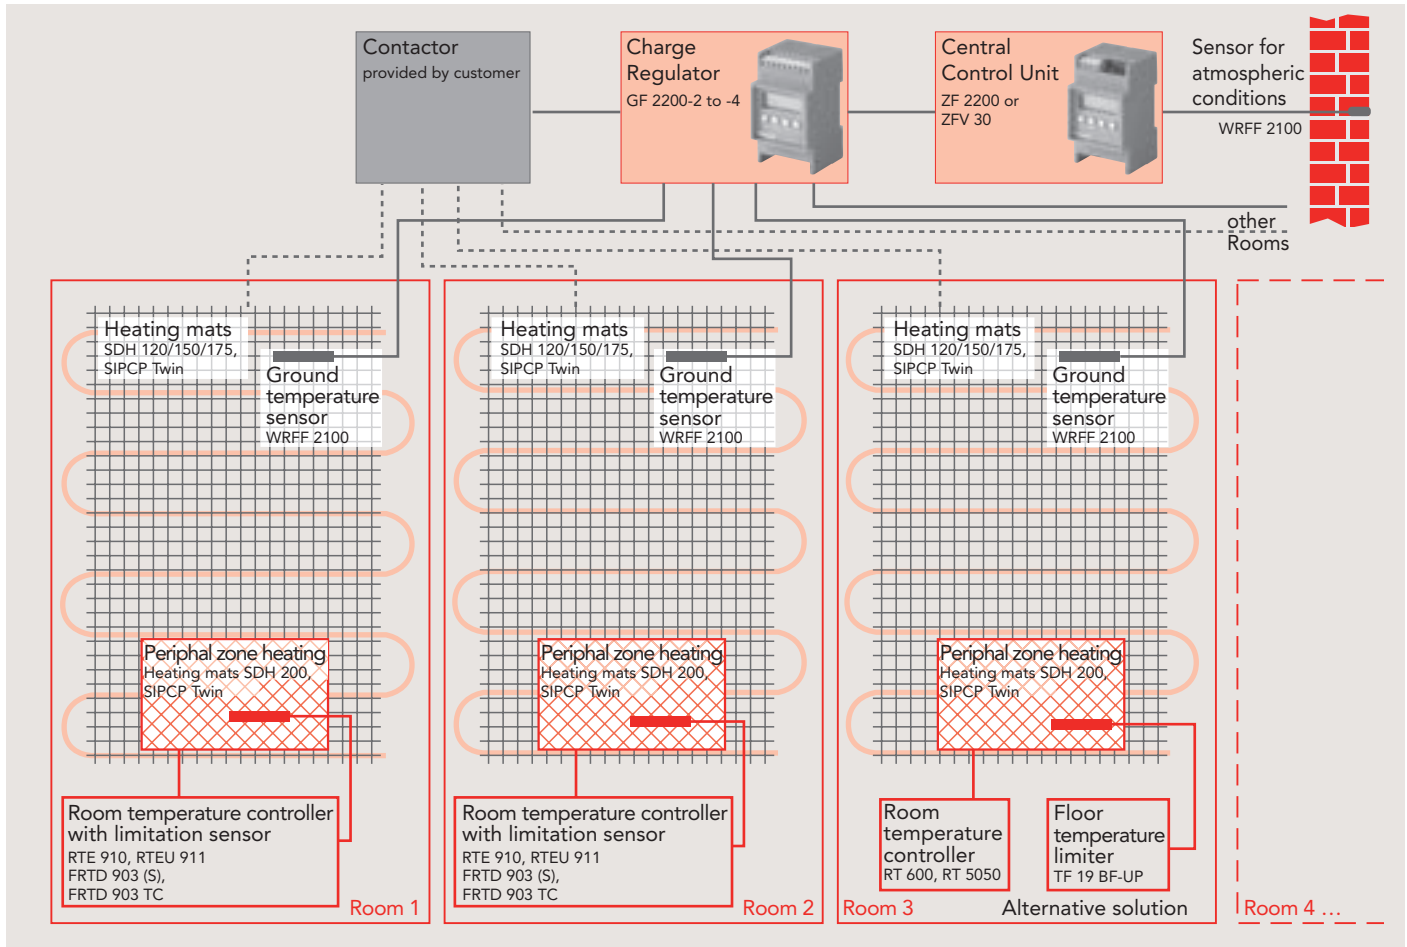 Contactor
provided by customer
Charge
Regulator
GF 2200-2 to -4
Central
Control Unit
ZF 2200 or
ZFV 30
Sensor for
atmospheric
conditions
WRFF 2100
other
Rooms
Heating mats
SDH 120/150/175,
SIPCP Twin
Ground
temperature
sensor
WRFF 2100
Periphal zone heating
Heating mats SDH 200,
SIPCP Twin
Room temperature controller
with limitation sensor
RTE 910, RTEU 911
FRTD 903 (S),
FRTD 903 TC
Room 1
Heating mats
SDH 120/150/175,
SIPCP Twin
Ground
temperature
sensor
WRFF 2100
Periphal zone heating
Heating mats SDH 200,
SIPCP Twin
Room temperature controller
with limitation sensor
RTE 910, RTEU 911
FRTD 903 (S),
FRTD 903 TC
Room 2
Heating mats
SDH 120/150/175,
SIPCP Twin
Ground
temperature
sensor
WRFF 2100
Periphal zone heating
Heating mats SDH 200,
SIPCP Twin
Room
temperature
controller
RT 600, RT 5050
Floor
temperature
limiter
TF 19 BF-UP
Room 3
Alternative solution
Room 4 ...